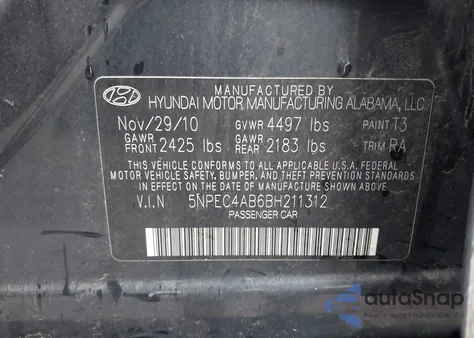 MANUFACTURED BY
HYUNDAI MOTOR MANUFACTURING ALABAMA, LLC.
Nov/29/10 GVWR 4497 lbs PAINT T3
GAWR FRONT 2425 lbs GAWR REAR 2183 lbs TRIM RA
THIS VEHICLE CONFORMS TO ALL APPLICABLE U.S.A. FEDERAL
MOTOR VEHICLE SAFETY, BUMPER, AND THEFT PREVENTION STANDARDS
IN EFFECT ON THE DATE OF MANUFACTURE SHOWN ABOVE.
V.I.N 5NPEC4AB6BH211312
PASSENGER CAR
autoSnap